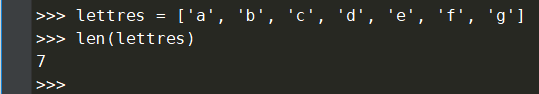 >>> lettres = ['a', 'b', 'c', 'd', 'e', 'f', 'g']
>>> len(lettres)
7
>>>